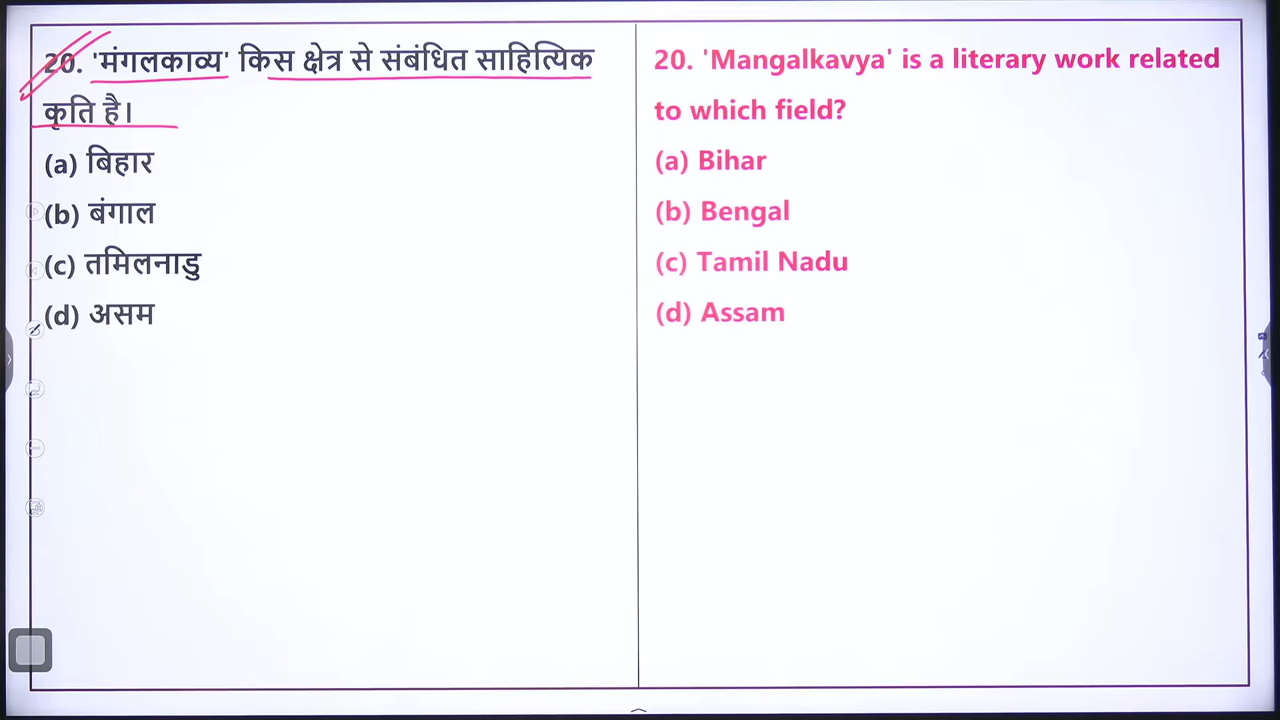 20. 'मंगलकाव्य' किस क्षेत्र से संबंधित साहित्यिक
कृति है।
(a) बिहार
(b) बंगाल
(c) तमिलनाडु
(d) असम
20. 'Mangalkavya' is a literary work related
to which field?
(a) Bihar
(b) Bengal
(c) Tamil Nadu
(d) Assam